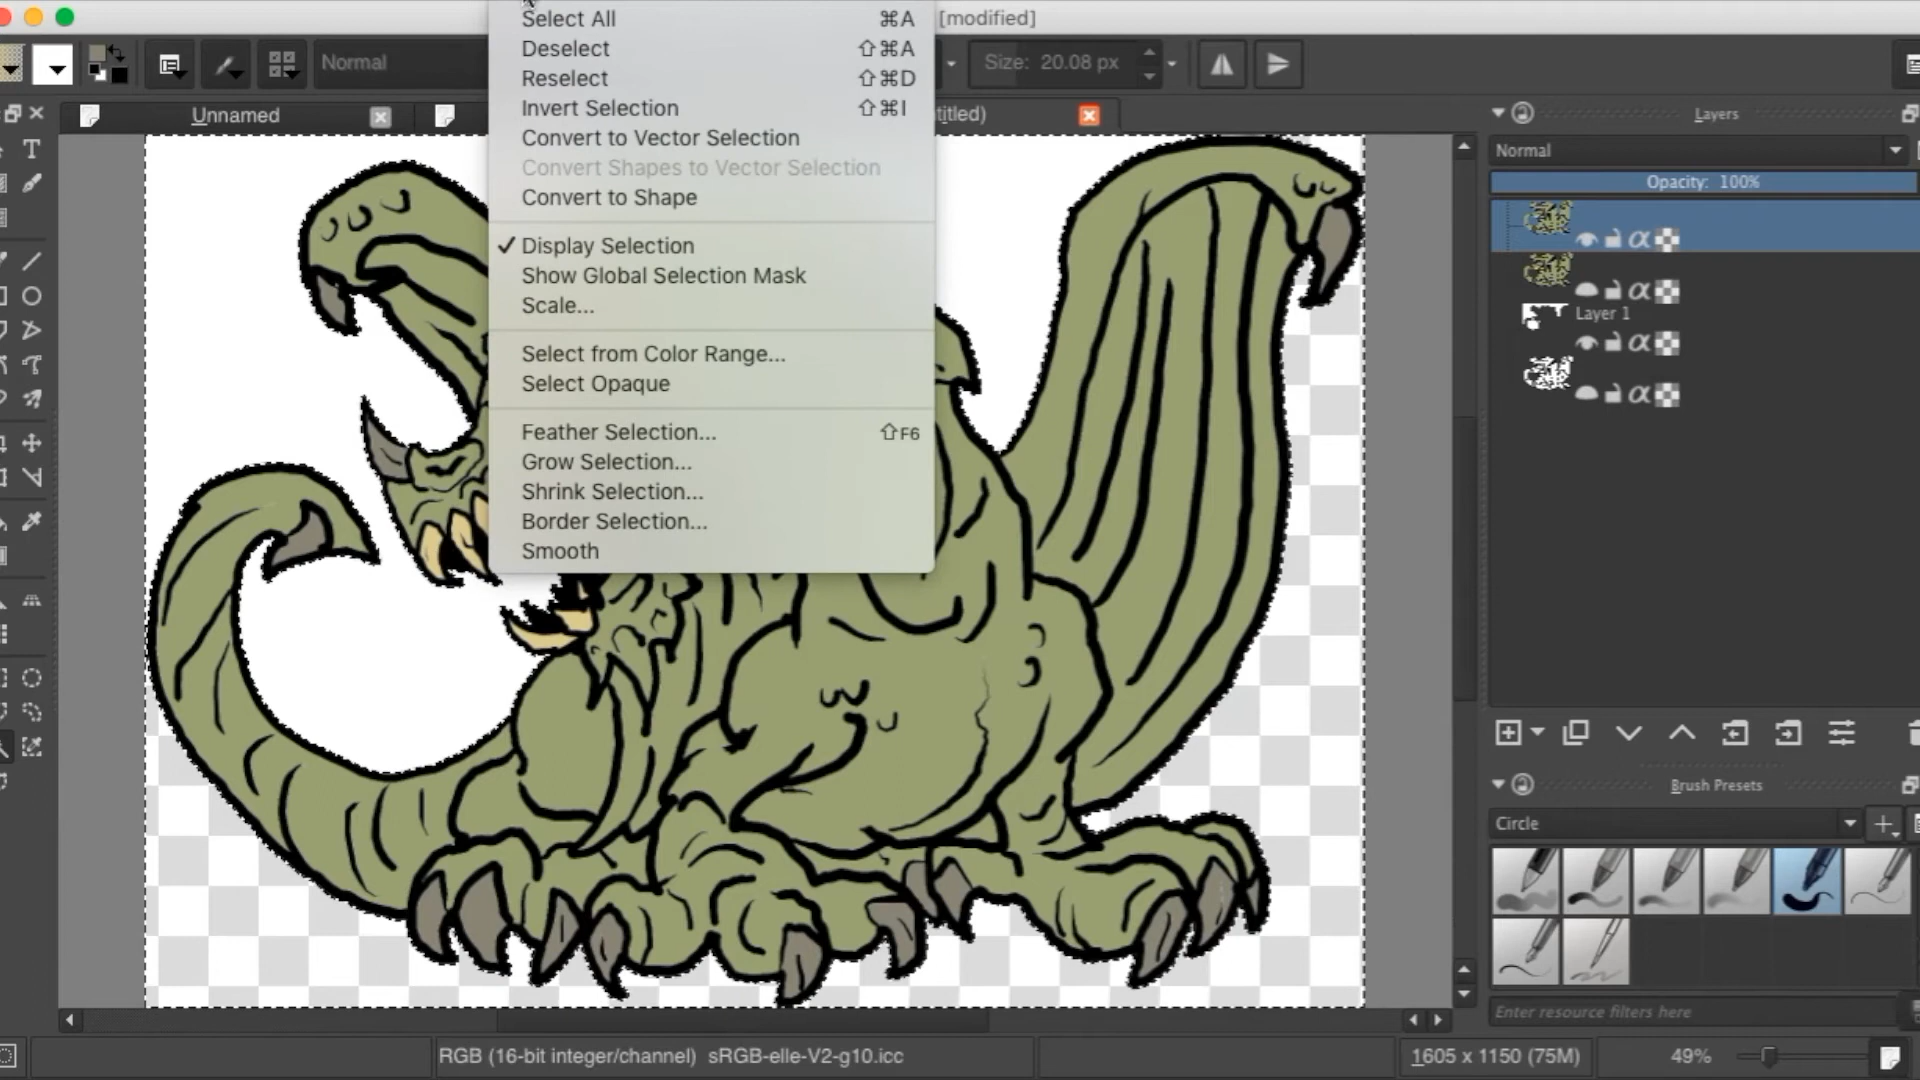 Select All ⌘A
[modified]
Deselect ⇧⌘A
Normal
Size: 20.08 px
Reselect ⇧⌘D
Invert Selection ⇧⌘I
Unnamed
titled)
Layers
Convert to Vector Selection
Normal
Convert Shapes to Vector Selection
Opacity: 100%
Convert to Shape
✓ Display Selection
Show Global Selection Mask
Scale...
Layer 1
Select from Color Range...
Select Opaque
Feather Selection... ⇧F6
Grow Selection...
Shrink Selection...
Border Selection...
Smooth
Brush Presets
Circle
Enter resource filters here
RGB (16-bit integer/channel) sRGB-elle-V2-g10.icc
1605 x 1150 (75M)
49%